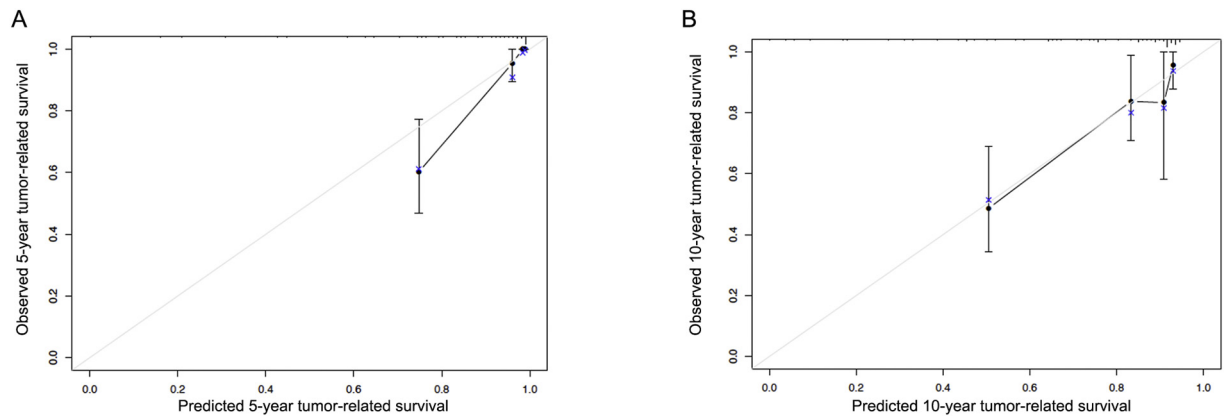 A
B
Observed 5-year tumor-related survival
1.0
0.8
0.6
0.4
0.2
0.0
0.0 0.2 0.4 0.6 0.8 1.0
Predicted 5-year tumor-related survival
Observed 10-year tumor-related survival
1.0
0.8
0.6
0.4
0.2
0.0
0.0 0.2 0.4 0.6 0.8 1.0
Predicted 10-year tumor-related survival